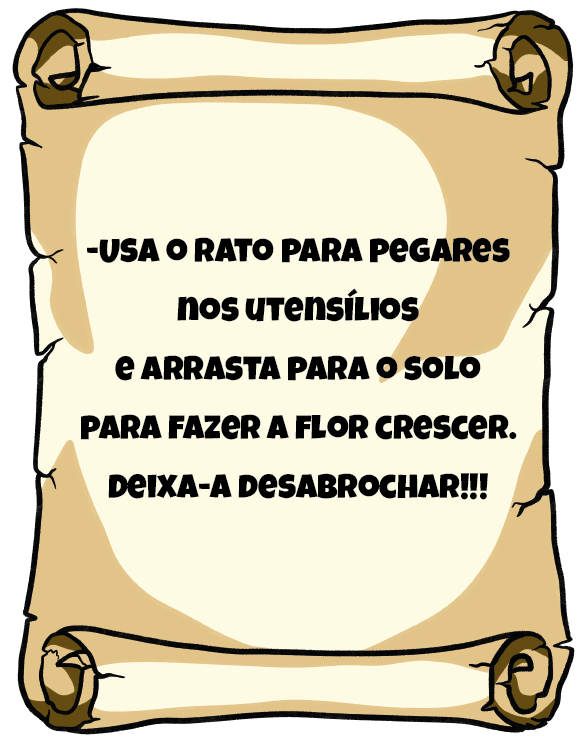 -Usa o rato para pegares
nos utensílios
e arrasta para o solo
para fazer a flor crescer.
Deixa-a desabrochar!!!